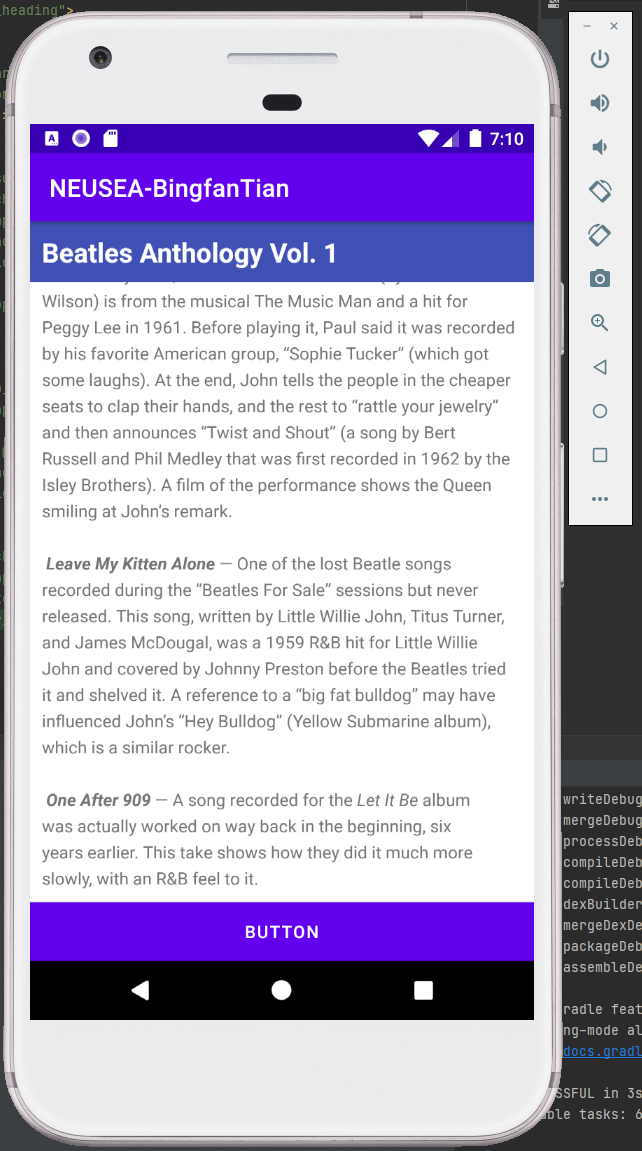 _heading">
7:10
NEUSEA-BingfanTian
Beatles Anthology Vol. 1
Wilson) is from the musical The Music Man and a hit for
Peggy Lee in 1961. Before playing it, Paul said it was recorded
by his favorite American group, “Sophie Tucker” (which got
some laughs). At the end, John tells the people in the cheaper
seats to clap their hands, and the rest to “rattle your jewelry”
and then announces “Twist and Shout” (a song by Bert
Russell and Phil Medley that was first recorded in 1962 by the
Isley Brothers). A film of the performance shows the Queen
smiling at John’s remark.
Leave My Kitten Alone — One of the lost Beatle songs
recorded during the “Beatles For Sale” sessions but never
released. This song, written by Little Willie John, Titus Turner,
and James McDougal, was a 1959 R&B hit for Little Willie
John and covered by Johnny Preston before the Beatles tried
it and shelved it. A reference to a “big fat bulldog” may have
influenced John’s “Hey Bulldog” (Yellow Submarine album),
which is a similar rocker.
One After 909 — A song recorded for the Let It Be album
was actually worked on way back in the beginning, six
years earlier. This take shows how they did it much more
slowly, with an R&B feel to it.
BUTTON
writeDebug
mergeDebug
processDeb
compileDeb
compileDeb
dexBuilder
mergeDexDe
packageDeb
assembleDe
radle feat
ng-mode al
docs.gradl
SSFUL in 3s
ble tasks: 6